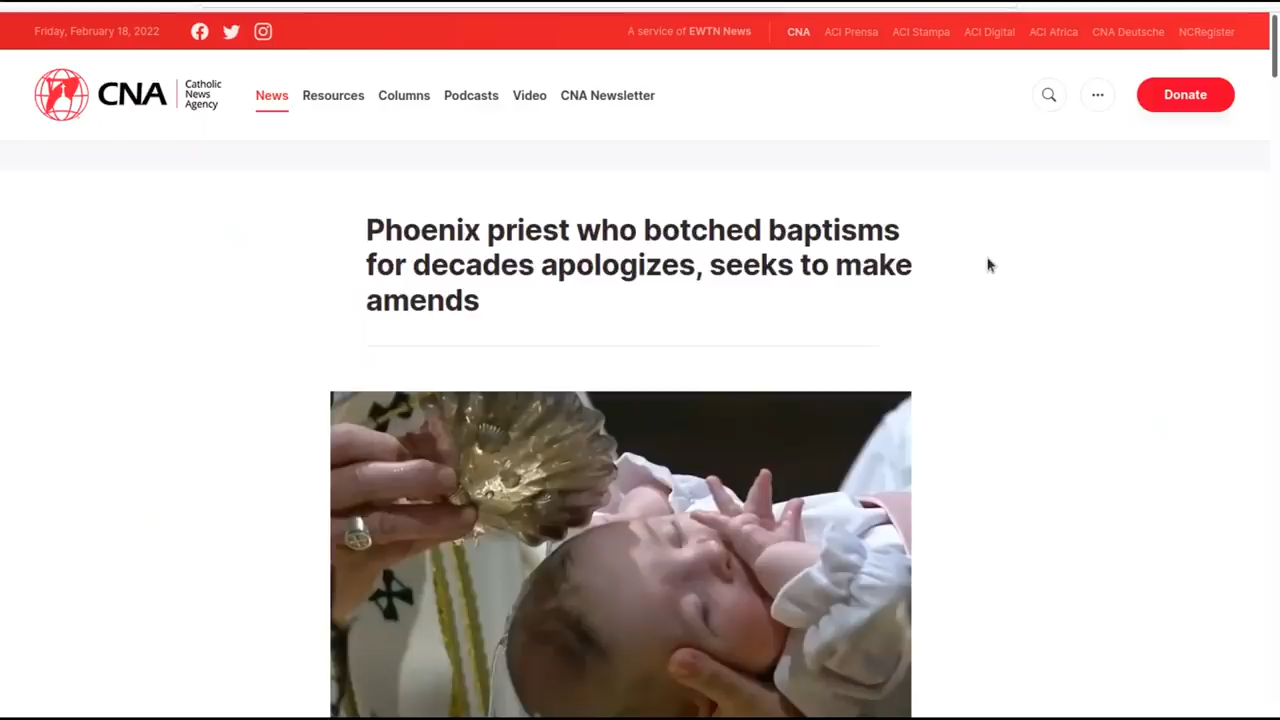 Friday, February 18, 2022
A service of EWTN News
CNA
ACI Prensa
ACI Stampa
ACI Digital
ACI Africa
CNA Deutsche
NCRegister
CNA
Catholic
News
Agency
News
Resources
Columns
Podcasts
Video
CNA Newsletter
Donate
Phoenix priest who botched baptisms
for decades apologizes, seeks to make
amends